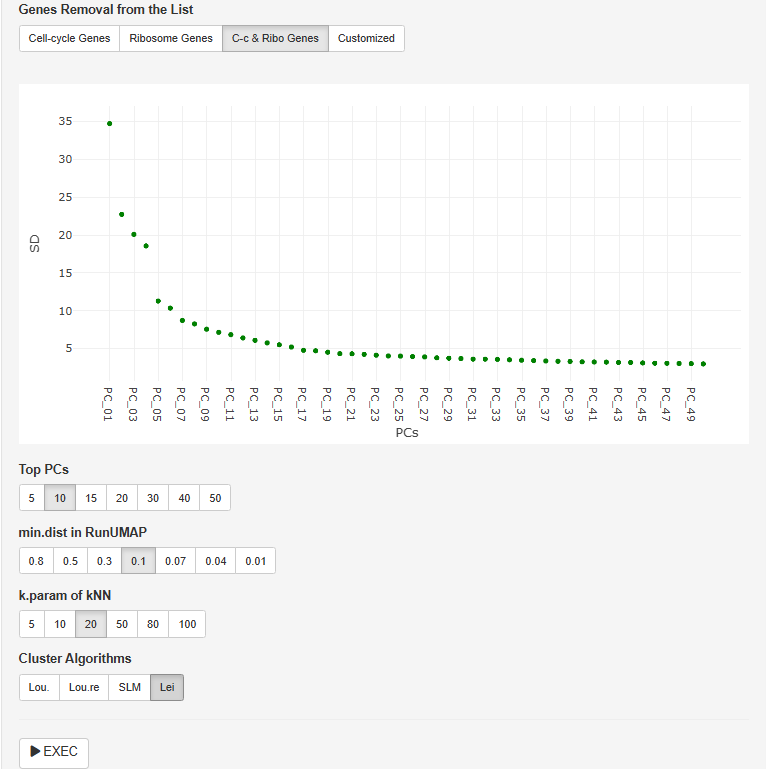 Genes Removal from the List
Cell-cycle Genes Ribosome Genes C-c & Ribo Genes Customized
35
30
25
20
15
10
5
SD
PC_01 PC_03 PC_05 PC_07 PC_09 PC_11 PC_13 PC_15 PC_17 PC_19 PC_21 PC_23 PC_25 PC_27 PC_29 PC_31 PC_33 PC_35 PC_37 PC_39 PC_41 PC_43 PC_45 PC_47 PC_49
PCs
Top PCs
5 10 15 20 30 40 50
min.dist in RunUMAP
0.8 0.5 0.3 0.1 0.07 0.04 0.01
k.param of kNN
5 10 20 50 80 100
Cluster Algorithms
Lou. Lou.re SLM Lei
EXEC